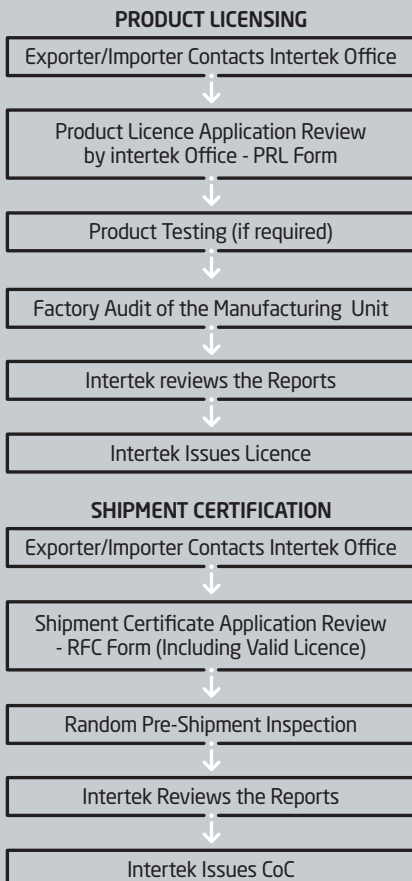 PRODUCT LICENSING
Exporter/Importer Contacts Intertek Office
Product Licence Application Review
by intertek Office - PRL Form
Product Testing (if required)
Factory Audit of the Manufacturing Unit
Intertek reviews the Reports
Intertek Issues Licence
SHIPMENT CERTIFICATION
Exporter/Importer Contacts Intertek Office
Shipment Certificate Application Review
- RFC Form (Including Valid Licence)
Random Pre-Shipment Inspection
Intertek Reviews the Reports
Intertek Issues CoC